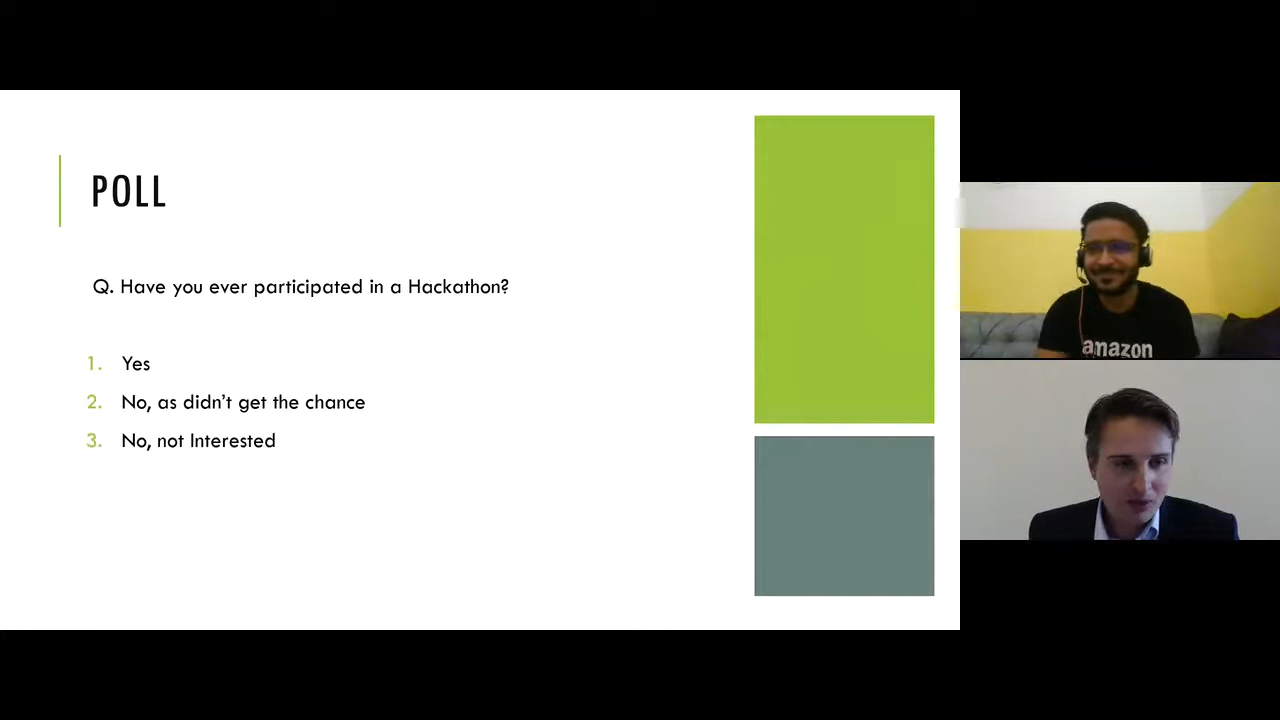 POLL
Q. Have you ever participated in a Hackathon?
1. Yes
2. No, as didn't get the chance
3. No, not Interested
amazon